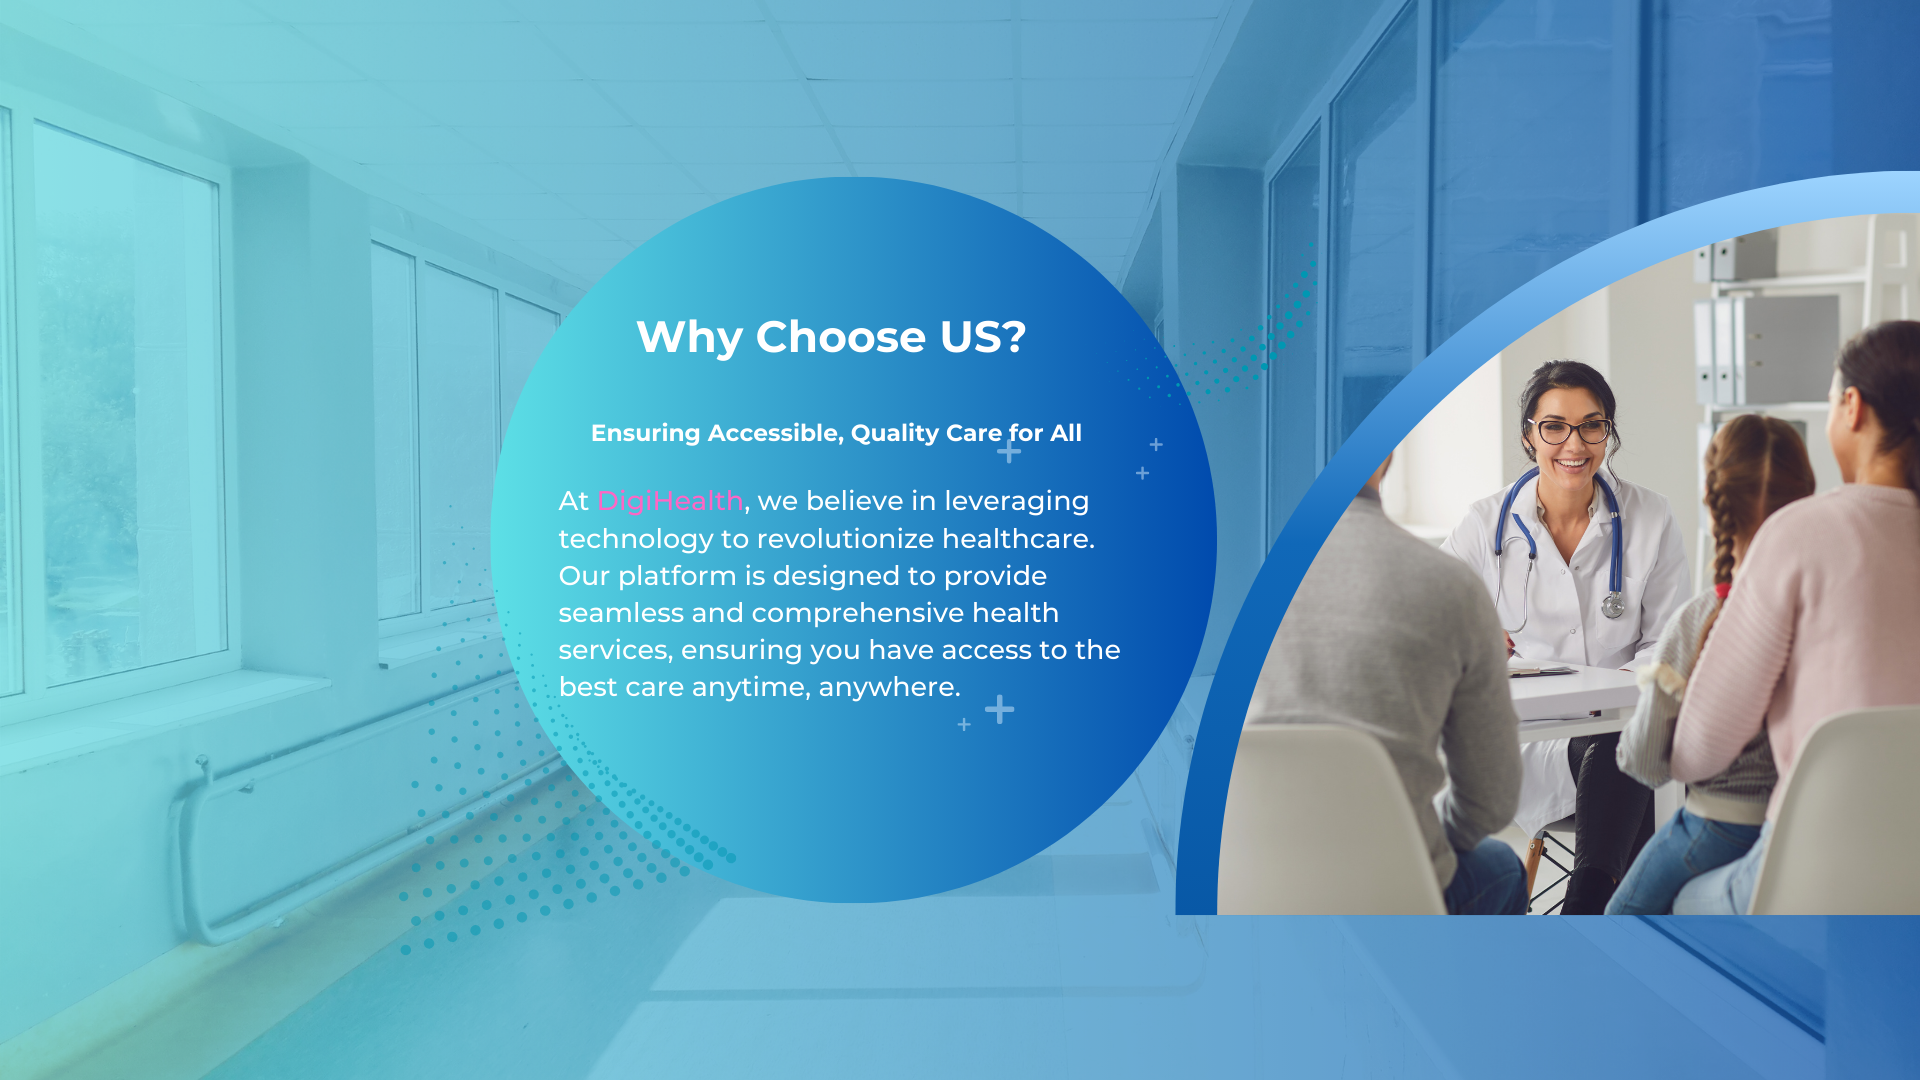 Why Choose US?
Ensuring Accessible, Quality Care for All
At DigiHealth, we believe in leveraging
technology to revolutionize healthcare.
Our platform is designed to provide
seamless and comprehensive health
services, ensuring you have access to the
best care anytime, anywhere.